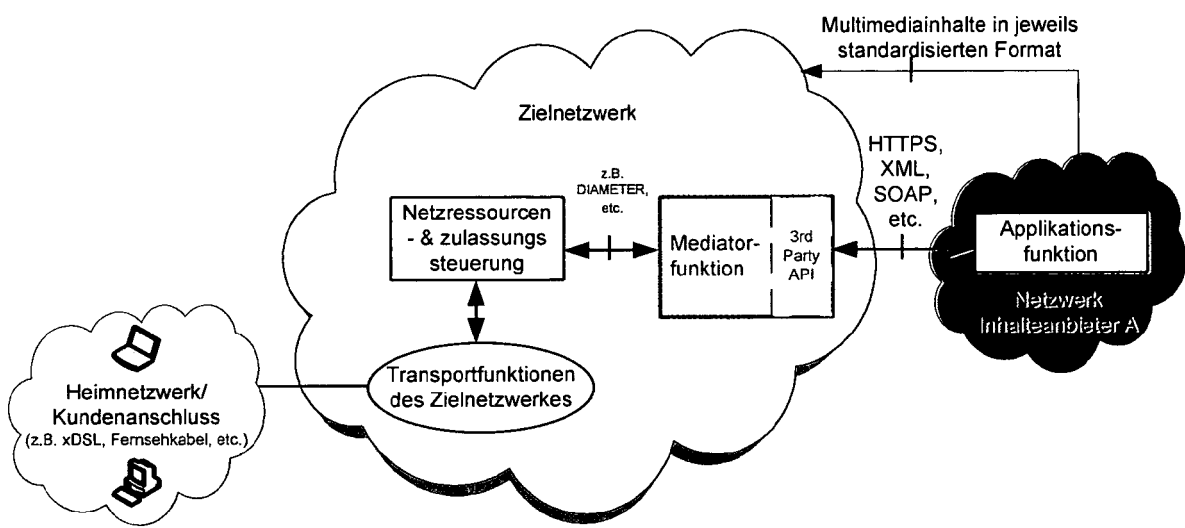 Multimediainhalte in jeweils
standardisierten Format
Zielnetzwerk
HTTPS,
XML,
SOAP,
etc.
z.B.
DIAMETER,
etc.
Netzressourcen
- & zulassungs
steuerung
Mediator-
funktion
3rd
Party
API
Applikations-
funktion
Netzwerk
Inhalteanbieter A
Transportfunktionen
des Zielnetzwerkes
Heimnetzwerk/
Kundenanschluss
(z.B. xDSL, Fernsehkabel, etc.)